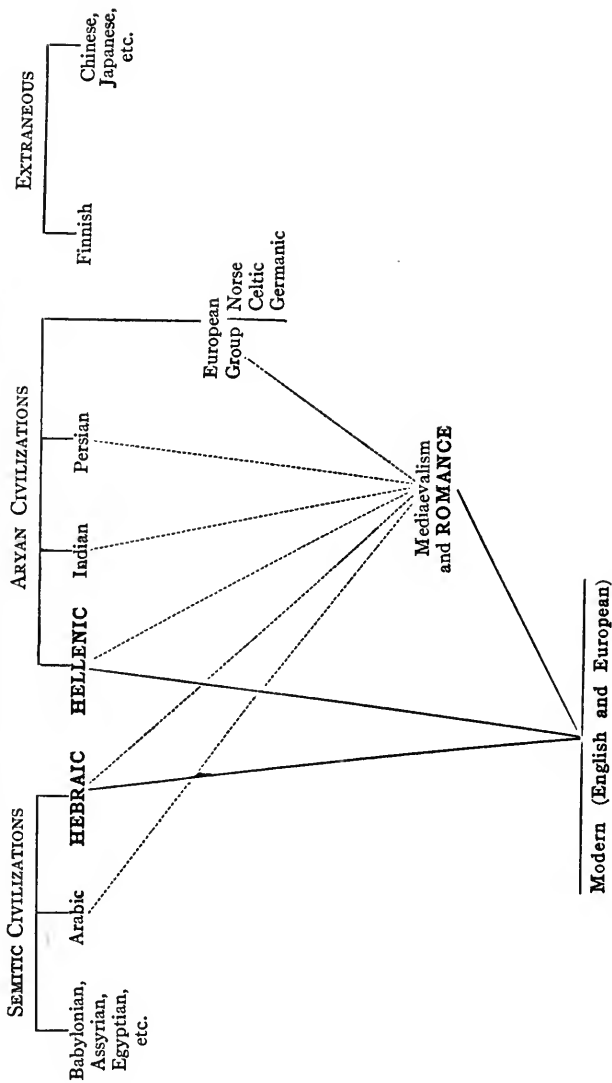 SEMITIC CIVILIZATIONS
Babylonian,
Assyrian,
Egyptian,
etc.
Arabic
HEBRAIC
ARYAN CIVILIZATIONS
HELLENIC
Indian
Persian
European
Group
Norse
Celtic
Germanic
EXTRANEOUS
Finnish
Chinese,
Japanese,
etc.
Mediaevalism
and ROMANCE
Modern (English and European)